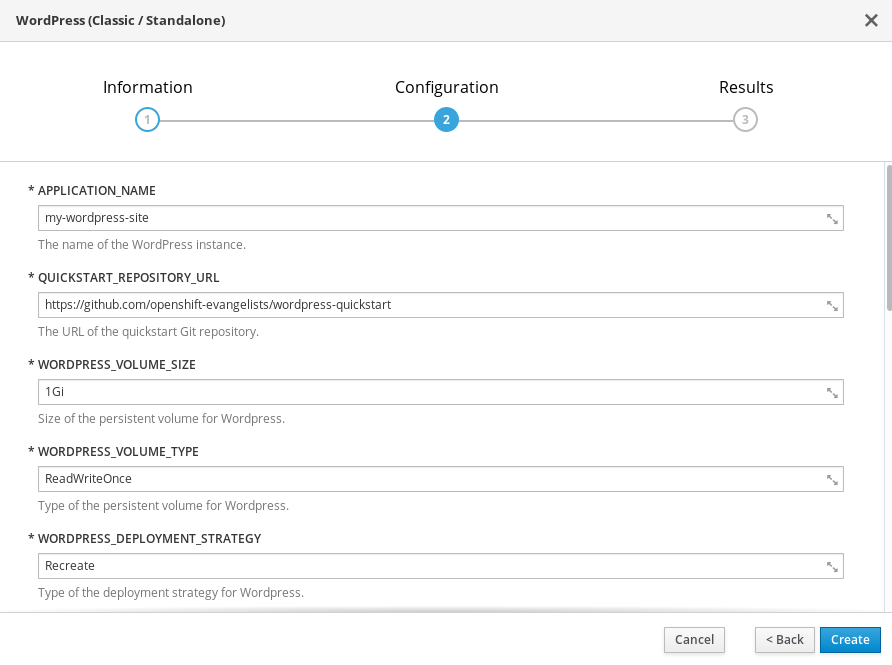 WordPress (Classic / Standalone)
Information
Configuration
Results
1
2
3
* APPLICATION_NAME
my-wordpress-site
The name of the WordPress instance.
* QUICKSTART_REPOSITORY_URL
https://github.com/openshift-evangelists/wordpress-quickstart
The URL of the quickstart Git repository.
* WORDPRESS_VOLUME_SIZE
1Gi
Size of the persistent volume for Wordpress.
* WORDPRESS_VOLUME_TYPE
ReadWriteOnce
Type of the persistent volume for Wordpress.
* WORDPRESS_DEPLOYMENT_STRATEGY
Recreate
Type of the deployment strategy for Wordpress.
Cancel
< Back
Create